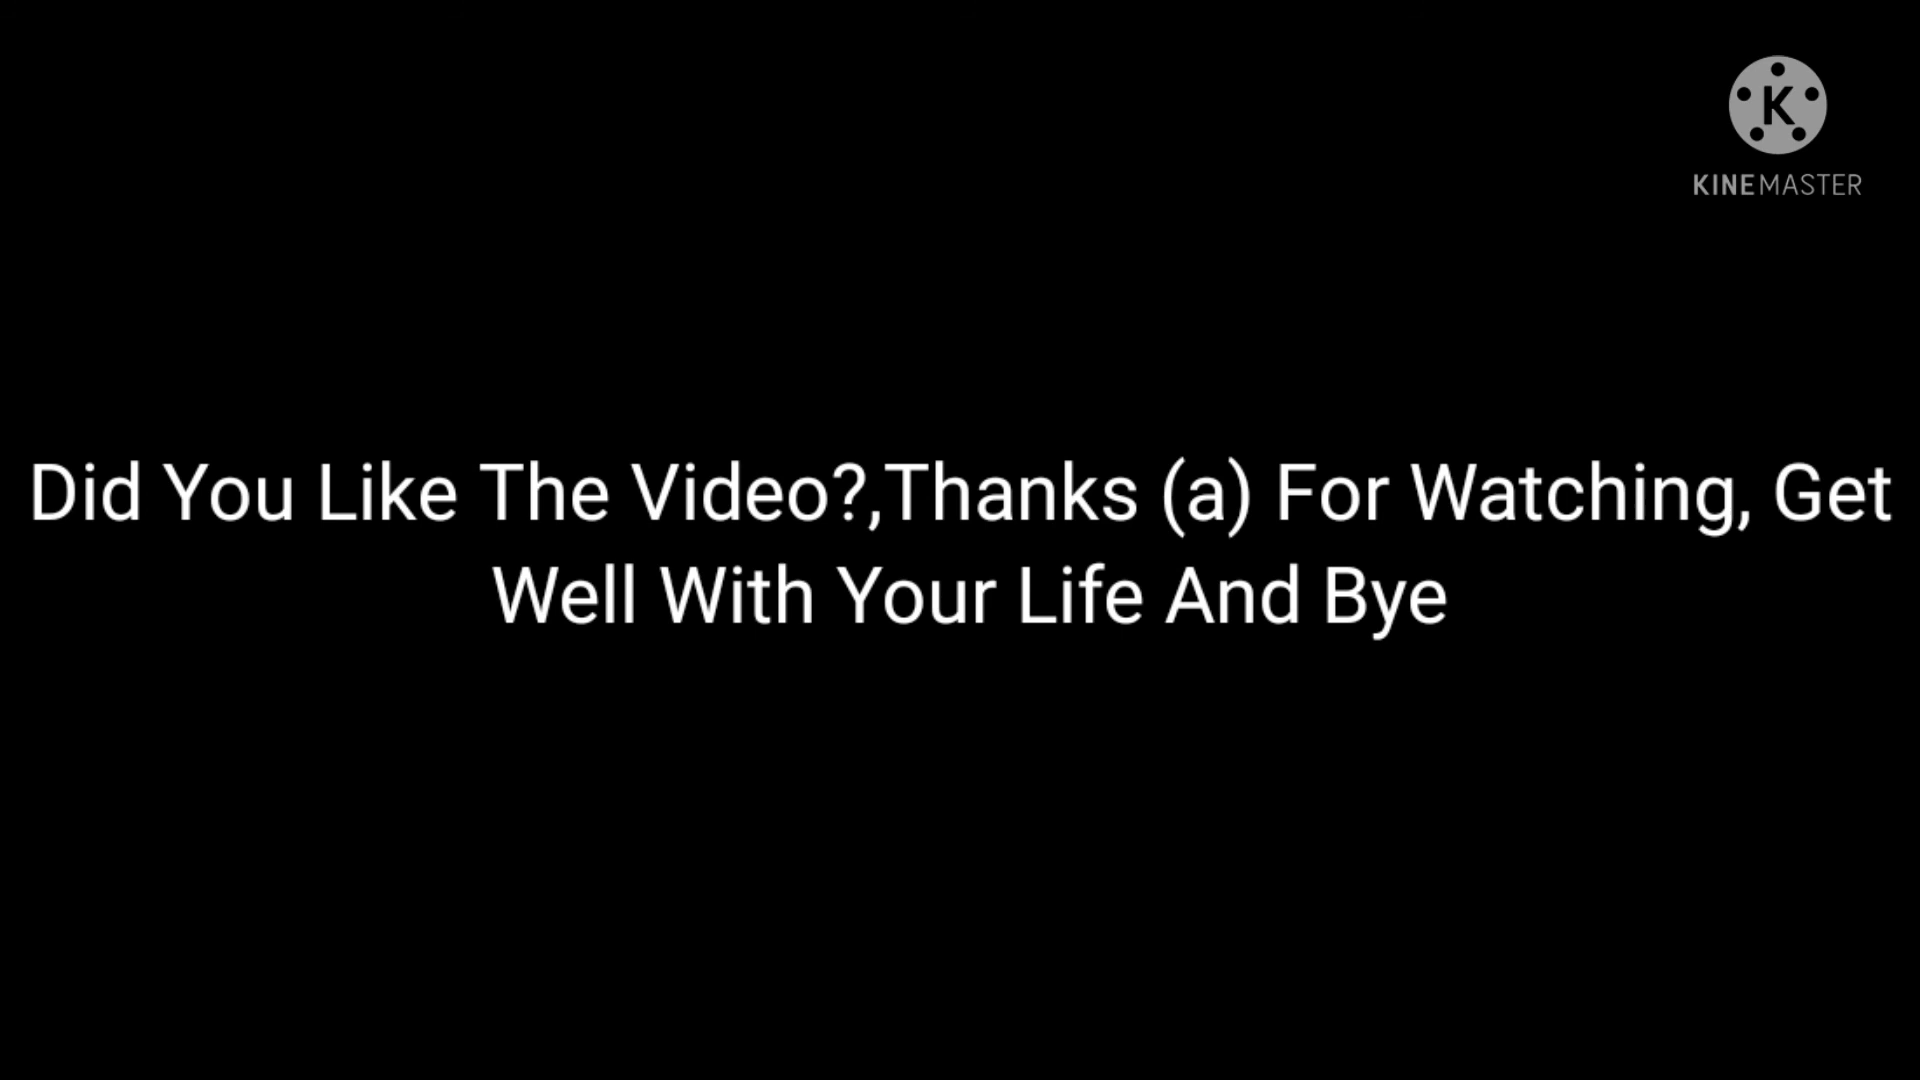 K
KINEMASTER
Did You Like The Video?,Thanks (a) For Watching, Get
Well With Your Life And Bye